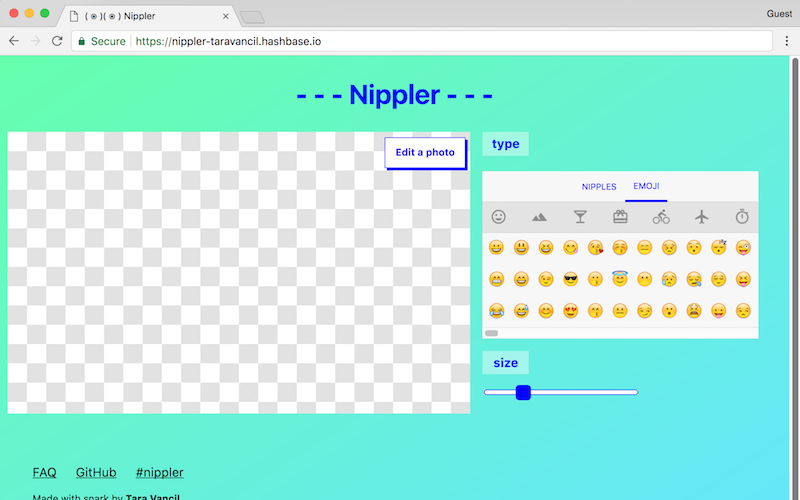 ( ⊙ )( ⊙ ) Nippler
Guest
Secure
https://nippler-taravancil.hashbase.io
- - - Nippler - - -
Edit a photo
type
NIPPLES
EMOJI
size
FAQ
GitHub
#nippler
Made with spark by Tara Vancil